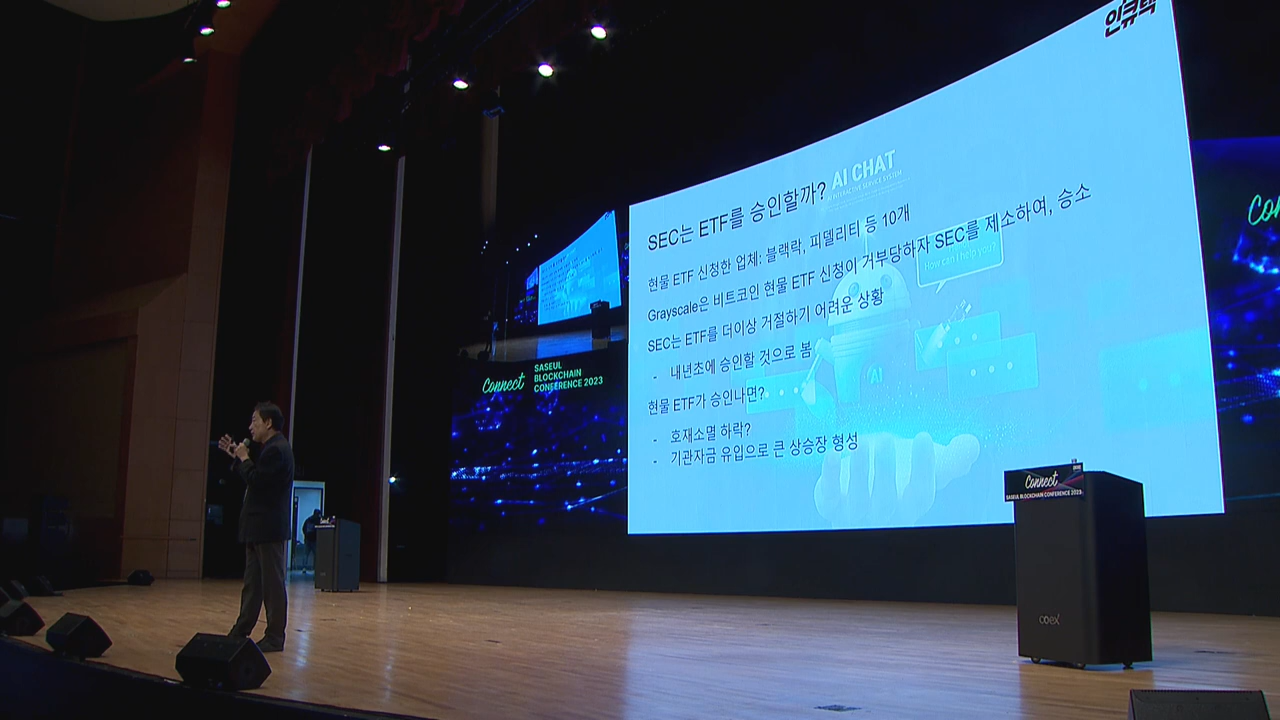 인큐텍
AI CHAT
AI INTERACTIVE SERVICE SYSTEM
SEC는 ETF를 승인할까?
현물 ETF 신청한 업체: 블랙락, 피델리티 등 10개
Grayscale은 비트코인 현물 ETF 신청이 거부당하자 SEC를 제소하여, 승소
How can I help you?
SEC는 ETF를 더이상 거절하기 어려운 상황
- 내년초에 승인할 것으로 봄
현물 ETF가 승인나면?
- 호재소멸 하락?
- 기관자금 유입으로 큰 상승장 형성
AI
Connect
SASEUL
BLOCKCHAIN
CONFERENCE 2023
Connect
SASEUL BLOCKCHAIN CONFERENCE 2023
coex
Connect